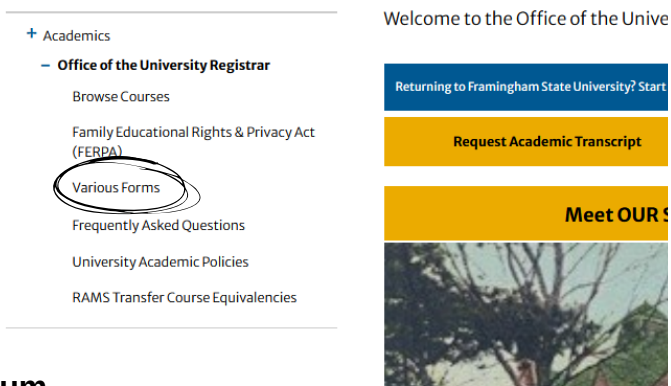 + Academics
– Office of the University Registrar
Browse Courses
Family Educational Rights & Privacy Act
(FERPA)
Various Forms
Frequently Asked Questions
University Academic Policies
RAMS Transfer Course Equivalencies
Welcome to the Office of the Unive
Returning to Framingham State University? Start
Request Academic Transcript
Meet OUR S
um